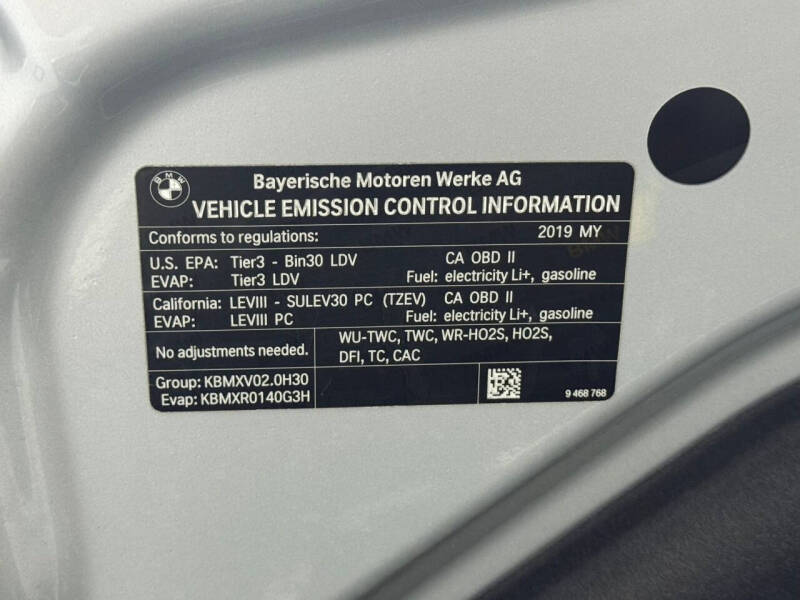 BMW
Bayerische Motoren Werke AG
VEHICLE EMISSION CONTROL INFORMATION
Conforms to regulations: 2019 MY
U.S. EPA: Tier3 - Bin30 LDV CA OBD II
EVAP: Tier3 LDV Fuel: electricity Li+, gasoline
California: LEVIII - SULEV30 PC (TZEV) CA OBD II
EVAP: LEVIII PC Fuel: electricity Li+, gasoline
No adjustments needed.
WU-TWC, TWC, WR-HO2S, HO2S,
DFI, TC, CAC
Group: KBMXV02.0H30
Evap: KBMXR0140G3H
9 468 768